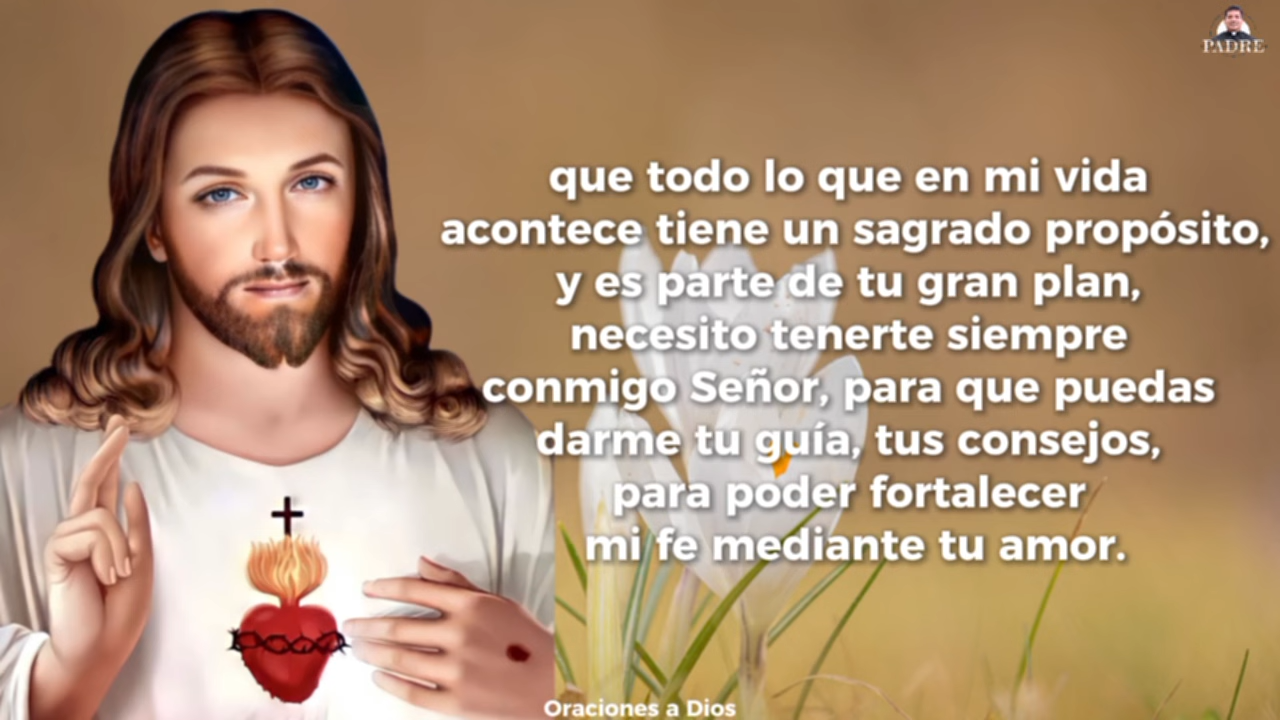 PADRE
que todo lo que en mi vida
acontece tiene un sagrado propósito,
y es parte de tu gran plan,
necesito tenerte siempre
conmigo Señor, para que puedas
darme tu guía, tus consejos,
para poder fortalecer
mi fe mediante tu amor.
Oraciones a Dios